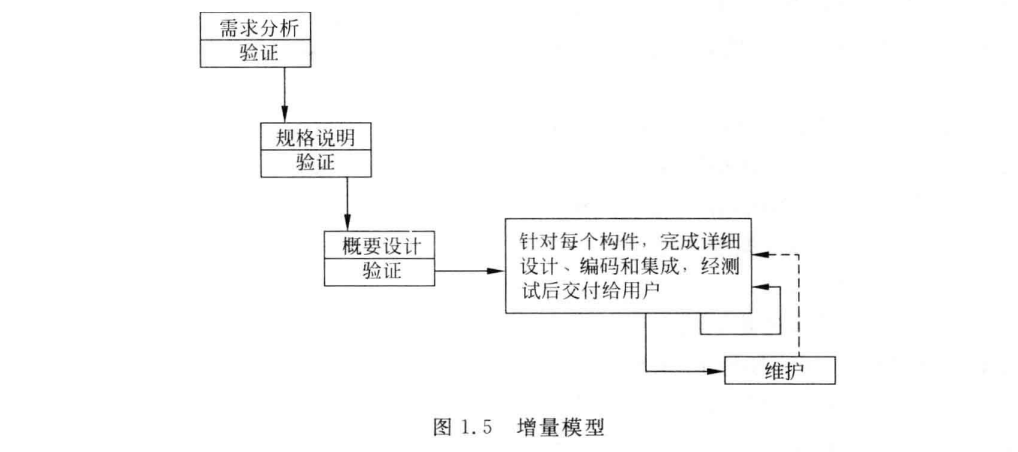 需求分析
验证
规格说明
验证
概要设计
验证
针对每个构件，完成详细
设计、编码和集成，经测
试后交付给用户
维护
图 1.5 增量模型